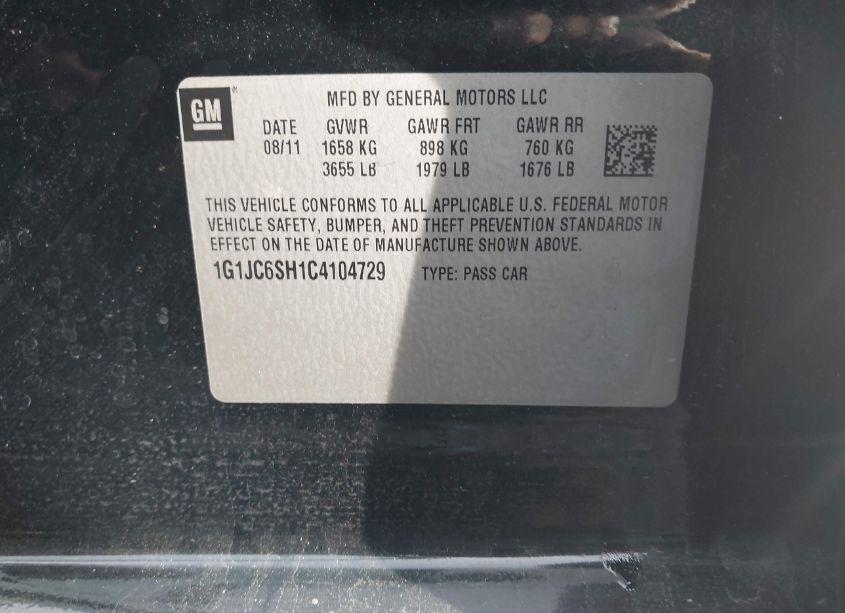 GM
MFD BY GENERAL MOTORS LLC
DATE GVWR GAWR FRT GAWR RR
08/11 1658 KG 898 KG 760 KG
3655 LB 1979 LB 1676 LB
THIS VEHICLE CONFORMS TO ALL APPLICABLE U.S. FEDERAL MOTOR
VEHICLE SAFETY, BUMPER, AND THEFT PREVENTION STANDARDS IN
EFFECT ON THE DATE OF MANUFACTURE SHOWN ABOVE.
1G1JC6SH1C4104729 TYPE: PASS CAR